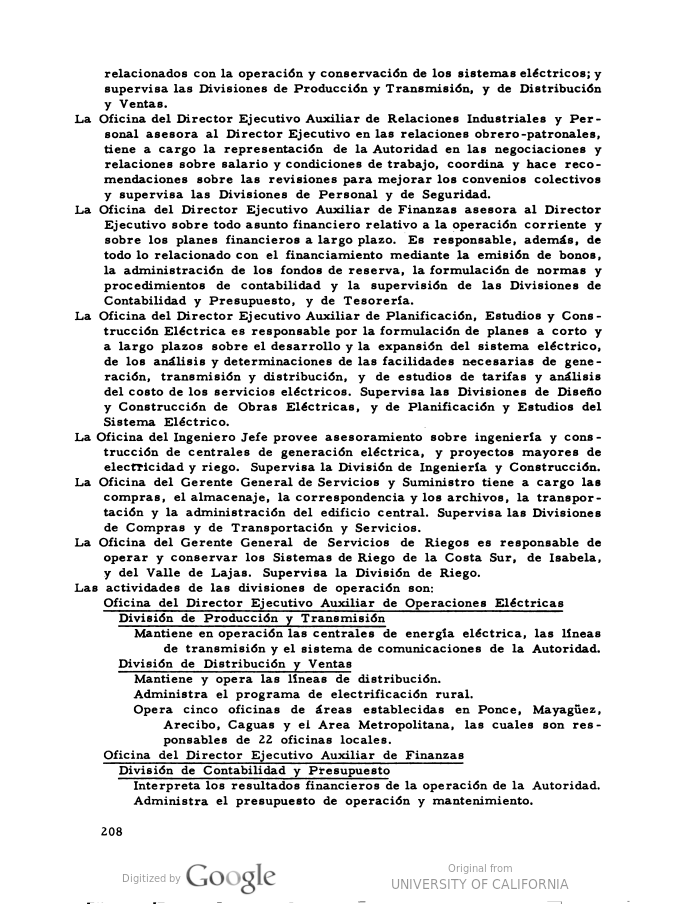 relacionados con la operación y conservación de los sistemas eléctricos; y
supervisa las Divisiones de Producción y Transmisión, y de Distribución
y Ventas.
La Oficina del Director Ejecutivo Auxiliar de Relaciones Industriales y Per-
sonal asesora al Director Ejecutivo en las relaciones obrero-patronales,
tiene a cargo la representación de la Autoridad en las negociaciones y
relaciones sobre salario y condiciones de trabajo, coordina y hace reco-
mendaciones sobre las revisiones para mejorar los convenios colectivos
y supervisa las Divisiones de Personal y de Seguridad.
La Oficina del Director Ejecutivo Auxiliar de Finanzas asesora al Director
Ejecutivo sobre todo asunto financiero relativo a la operación corriente y
sobre los planes financieros a largo plazo. Es responsable, además, de
todo lo relacionado con el financiamiento mediante la emisión de bonos,
la administración de los fondos de reserva, la formulación de normas y
procedimientos de contabilidad y la supervisión de las Divisiones de
Contabilidad y Presupuesto, y de Tesorería.
La Oficina del Director Ejecutivo Auxiliar de Planificación, Estudios y Cons-
trucción Eléctrica es responsable por la formulación de planes a corto y
a largo plazos sobre el desarrollo y la expansión del sistema eléctrico,
de los análisis y determinaciones de las facilidades necesarias de gene-
ración, transmisión y distribución, y de estudios de tarifas y análisis
del costo de los servicios eléctricos. Supervisa las Divisiones de Diseño
y Construcción de Obras Eléctricas, y de Planificación y Estudios del
Sistema Eléctrico.
La Oficina del Ingeniero Jefe provee asesoramiento sobre ingeniería y cons-
trucción de centrales de generación eléctrica, y proyectos mayores de
electricidad y riego. Supervisa la División de Ingeniería y Construcción.
La Oficina del Gerente General de Servicios y Suministro tiene a cargo las
compras, el almacenaje, la correspondencia y los archivos, la transpor-
tación y la administración del edificio central. Supervisa las Divisiones
de Compras y de Transportación y Servicios.
La Oficina del Gerente General de Servicios de Riegos es responsable de
operar y conservar los Sistemas de Riego de la Costa Sur, de Isabela,
y del Valle de Lajas. Supervisa la División de Riego.
Las actividades de las divisiones de operación son:
Oficina del Director Ejecutivo Auxiliar de Operaciones Eléctricas
División de Producción y Transmisión
Mantiene en operación las centrales de energía eléctrica, las líneas
de transmisión y el sistema de comunicaciones de la Autoridad.
División de Distribución y Ventas
Mantiene y opera las líneas de distribución.
Administra el programa de electrificación rural.
Opera cinco oficinas de áreas establecidas en Ponce, Mayagüez,
Arecibo, Caguas y el Area Metropolitana, las cuales son res-
ponsables de 22 oficinas locales.
Oficina del Director Ejecutivo Auxiliar de Finanzas
División de Contabilidad y Presupuesto
Interpreta los resultados financieros de la operación de la Autoridad.
Administra el presupuesto de operación y mantenimiento.
208
Digitized by Google
Original from
UNIVERSITY OF CALIFORNIA